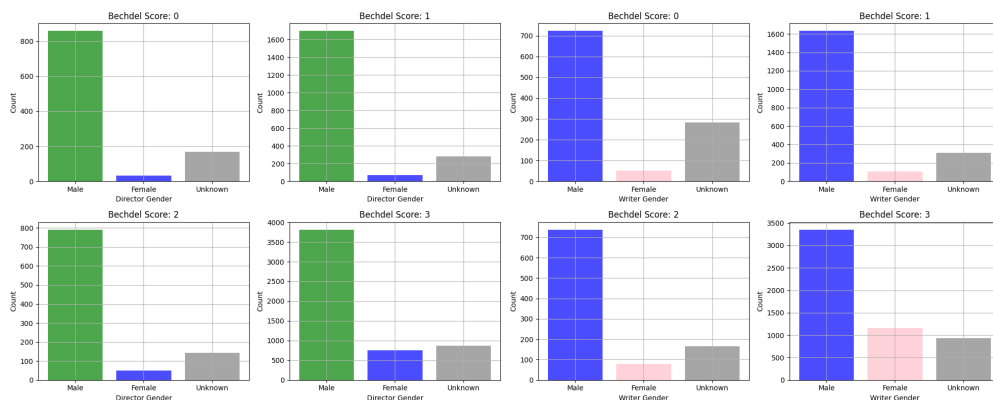 Bechdel Score: 0
800
600
400
200
0
Count
Male Female Unknown
Director Gender
Bechdel Score: 1
1600
1400
1200
1000
800
600
400
200
0
Count
Male Female Unknown
Director Gender
Bechdel Score: 0
700
600
500
400
300
200
100
0
Count
Male Female Unknown
Writer Gender
Bechdel Score: 1
1600
1400
1200
1000
800
600
400
200
0
Count
Male Female Unknown
Writer Gender
Bechdel Score: 2
800
700
600
500
400
300
200
100
0
Count
Male Female Unknown
Director Gender
Bechdel Score: 3
4000
3500
3000
2500
2000
1500
1000
500
0
Count
Male Female Unknown
Director Gender
Bechdel Score: 2
700
600
500
400
300
200
100
0
Count
Male Female Unknown
Writer Gender
Bechdel Score: 3
3500
3000
2500
2000
1500
1000
500
0
Count
Male Female Unknown
Writer Gender